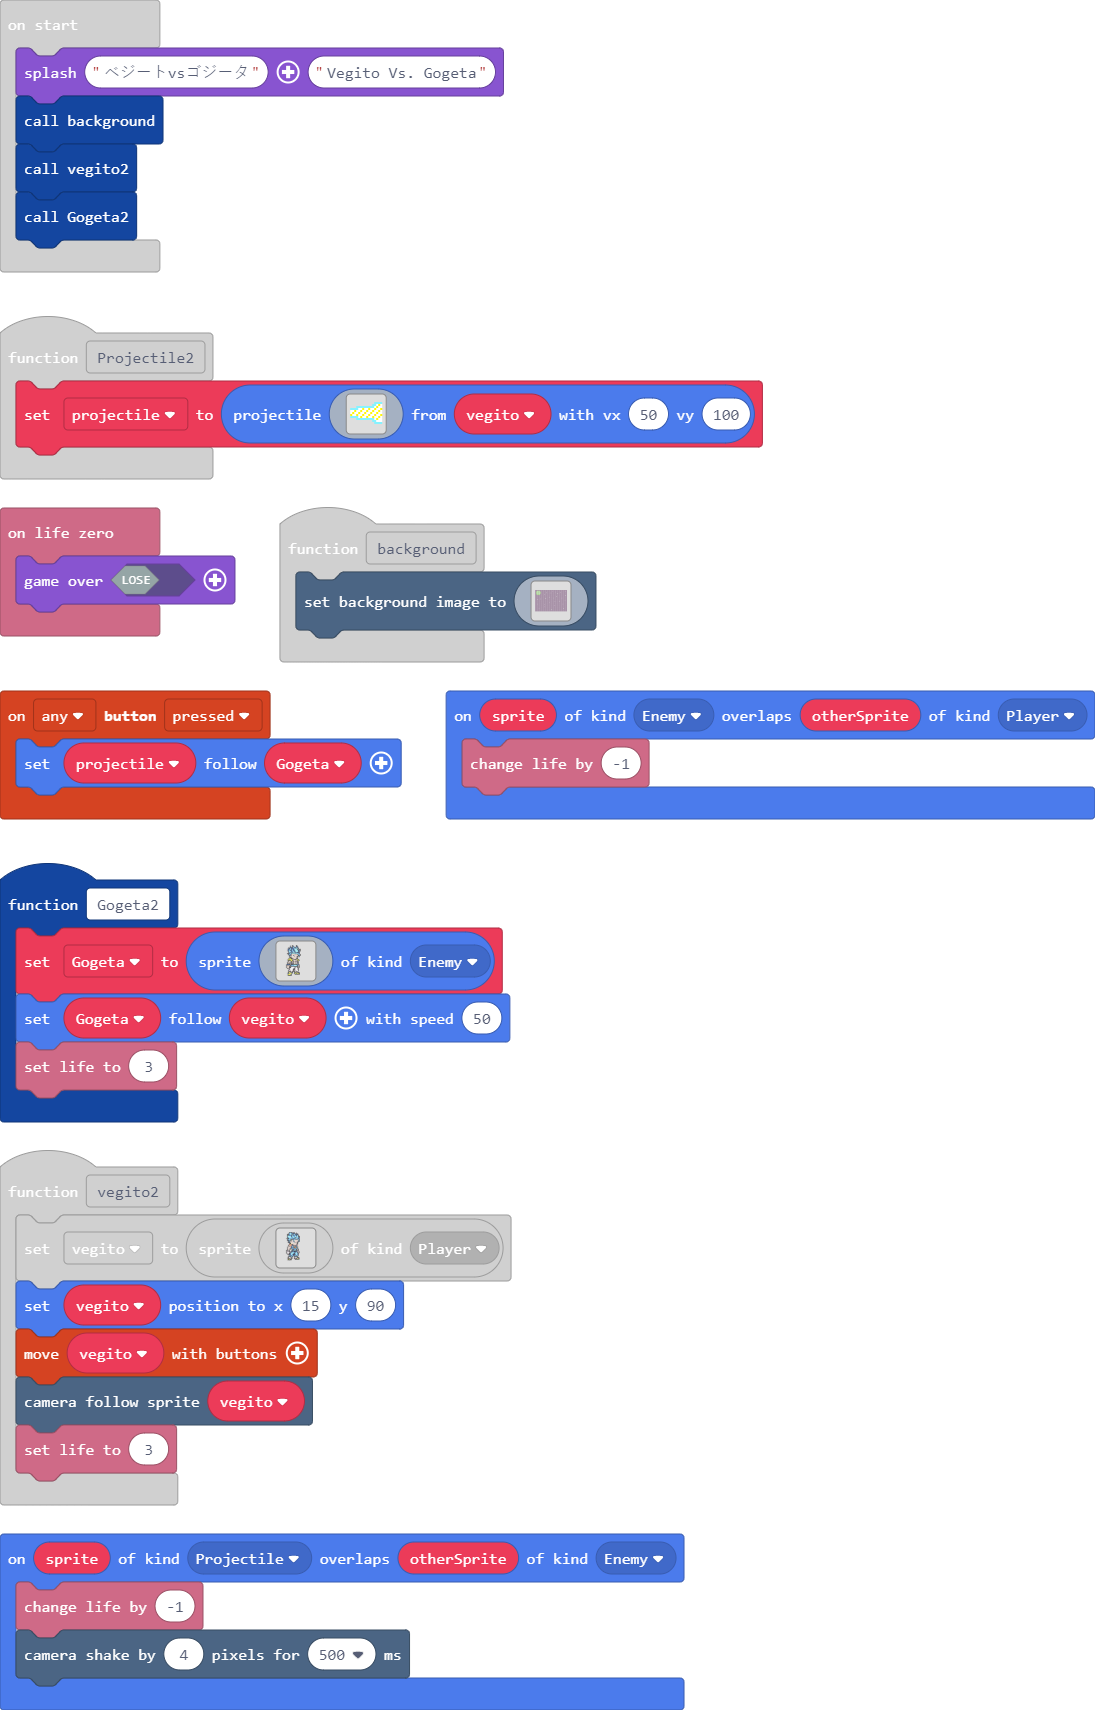 on start
splash "ベジートvsゴジータ" "Vegito Vs. Gogeta"
call background
call vegito2
call Gogeta2
function Projectile2
set projectile to projectile from vegito with vx 50 vy 100
on life zero
game over LOSE
function background
set background image to
on any button pressed
set projectile follow Gogeta
on sprite of kind Enemy overlaps otherSprite of kind Player
change life by -1
function Gogeta2
set Gogeta to sprite of kind Enemy
set Gogeta follow vegito with speed 50
set life to 3
function vegito2
set vegito to sprite of kind Player
set vegito position to x 15 y 90
move vegito with buttons
camera follow sprite vegito
set life to 3
on sprite of kind Projectile overlaps otherSprite of kind Enemy
change life by -1
camera shake by 4 pixels for 500 ms